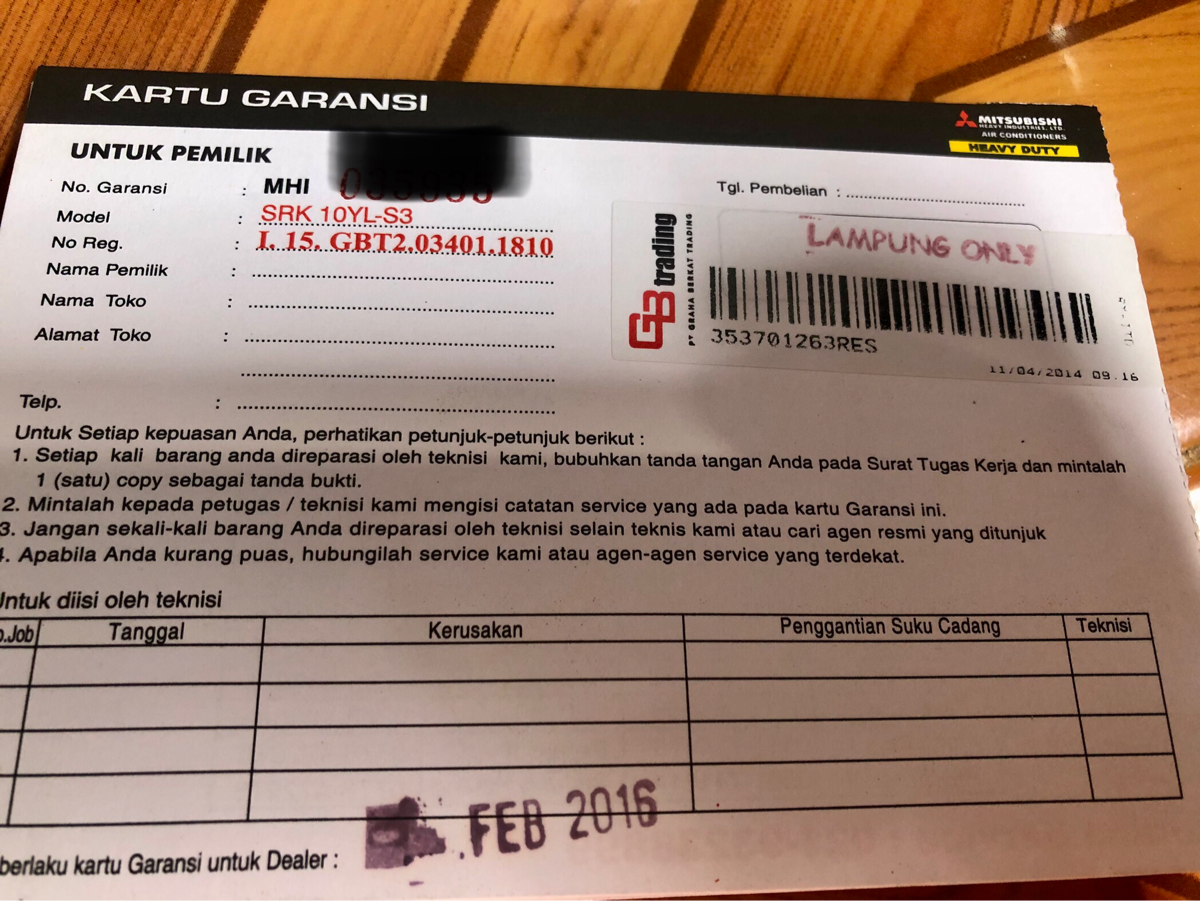 KARTU GARANSI
MITSUBISHI
HEAVY INDUSTRIES, LTD.
AIR CONDITIONERS
HEAVY DUTY
UNTUK PEMILIK
No. Garansi : MHI
Tgl. Pembelian :
Model : SRK 10YL-S3
No Reg. : I. 15. GBT2.03401.1810
Nama Pemilik :
Nama Toko :
Alamat Toko :
Telp. :
GB trading
PT GRAHA BERKAT TRADING
LAMPUNG ONLY
353701263RES
11/04/2014 09.16
Untuk Setiap kepuasan Anda, perhatikan petunjuk-petunjuk berikut :
1. Setiap kali barang anda direparasi oleh teknisi kami, bubuhkan tanda tangan Anda pada Surat Tugas Kerja dan mintalah
1 (satu) copy sebagai tanda bukti.
2. Mintalah kepada petugas / teknisi kami mengisi catatan service yang ada pada kartu Garansi ini.
3. Jangan sekali-kali barang Anda direparasi oleh teknisi selain teknis kami atau cari agen resmi yang ditunjuk
4. Apabila Anda kurang puas, hubungilah service kami atau agen-agen service yang terdekat.
Untuk diisi oleh teknisi
o.Job Tanggal Kerusakan Penggantian Suku Cadang Teknisi
FEB 2016
berlaku kartu Garansi untuk Dealer :